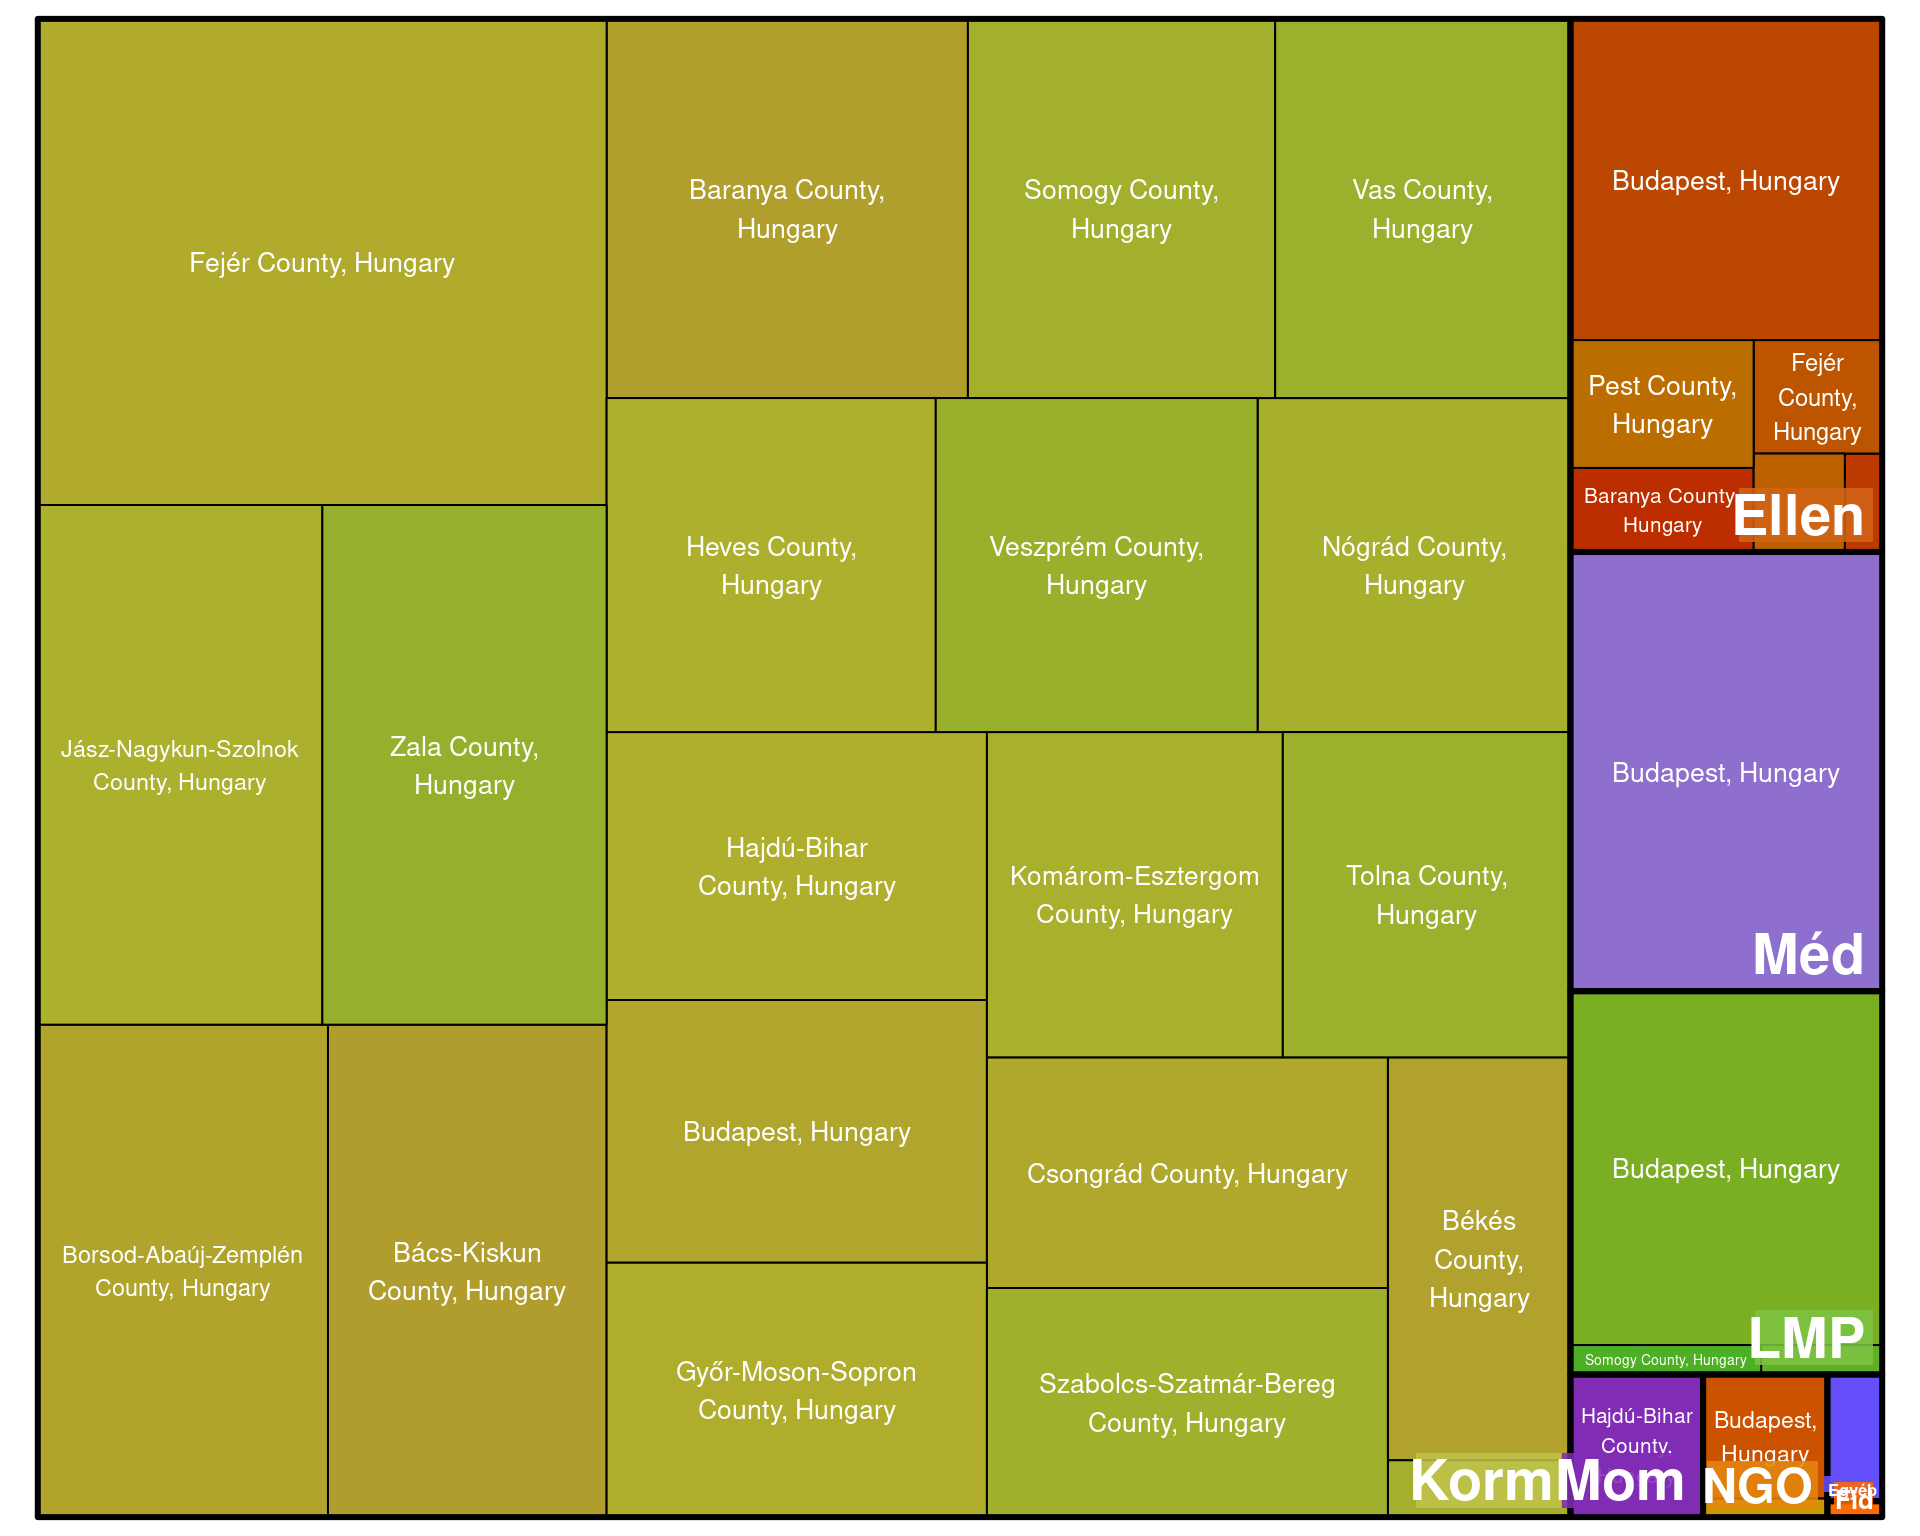 Fejér County, Hungary
Baranya County,
Hungary
Somogy County,
Hungary
Vas County,
Hungary
Budapest, Hungary
Pest County,
Hungary
Fejér
County,
Hungary
Baranya County
Hungary
Ellen
Heves County,
Hungary
Veszprém County,
Hungary
Nógrád County,
Hungary
Jász-Nagykun-Szolnok
County, Hungary
Zala County,
Hungary
Budapest, Hungary
Méd
Hajdú-Bihar
County, Hungary
Komárom-Esztergom
County, Hungary
Tolna County,
Hungary
Borsod-Abaúj-Zemplén
County, Hungary
Bács-Kiskun
County, Hungary
Budapest, Hungary
Csongrád County, Hungary
Békés
County,
Hungary
Budapest, Hungary
LMP
Somogy County, Hungary
Győr-Moson-Sopron
County, Hungary
Szabolcs-Szatmár-Bereg
County, Hungary
Korm
Hajdú-Bihar
County.
Mom
Budapest,
Hungary
NGO
Egyéb
Fid